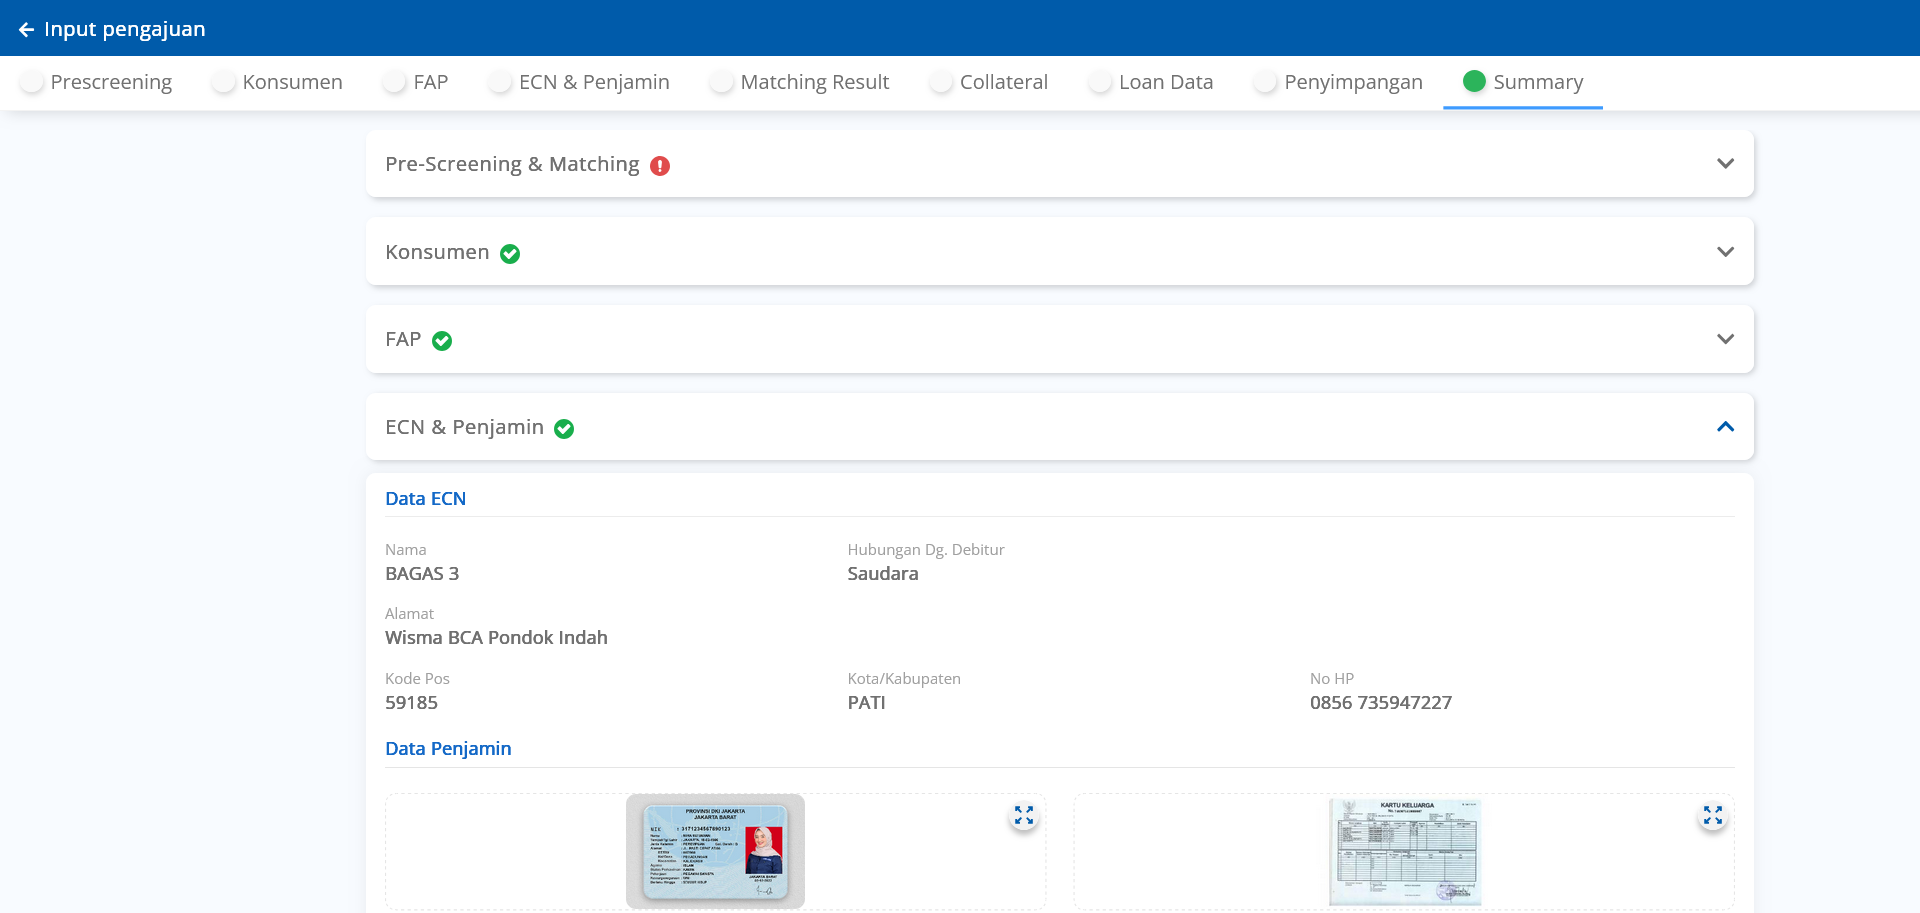 Input pengajuan
Prescreening Konsumen FAP ECN & Penjamin Matching Result Collateral Loan Data Penyimpangan Summary
Pre-Screening & Matching
Konsumen
FAP
ECN & Penjamin
Data ECN
Nama Hubungan Dg. Debitur
BAGAS 3 Saudara
Alamat
Wisma BCA Pondok Indah
Kode Pos Kota/Kabupaten No HP
59185 PATI 0856 735947227
Data Penjamin
PROVINSI DKI JAKARTA
JAKARTA BARAT
NIK
KARTU KELUARGA